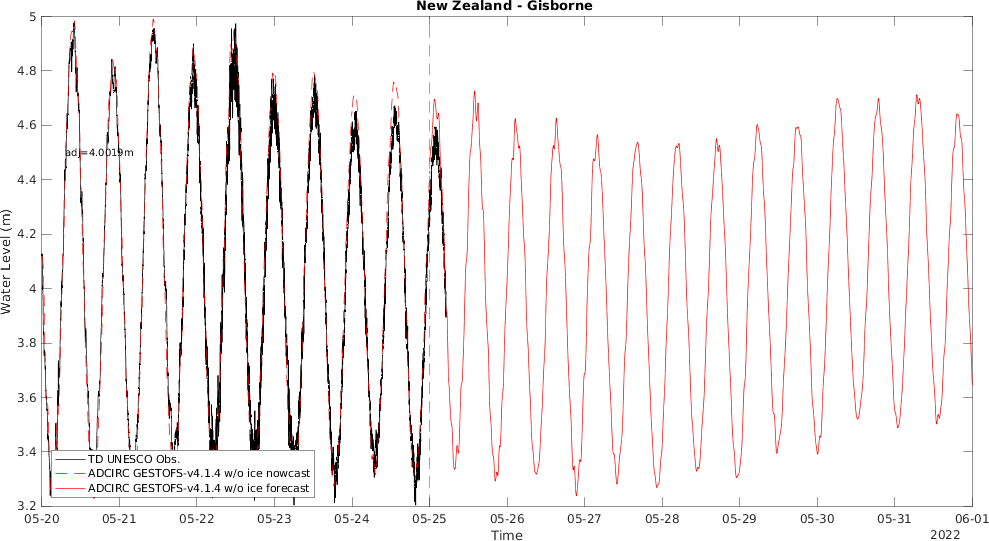 New Zealand - Gisborne
5
4.8
4.6
4.4
4.2
4
3.8
3.6
3.4
3.2
Water Level (m)
adj=4.0019m
TD UNESCO Obs.
ADCIRC GESTOFS-v4.1.4 w/o ice nowcast
ADCIRC GESTOFS-v4.1.4 w/o ice forecast
05-20 05-21 05-22 05-23 05-24 05-25 05-26 05-27 05-28 05-29 05-30 05-31 06-01
Time
2022